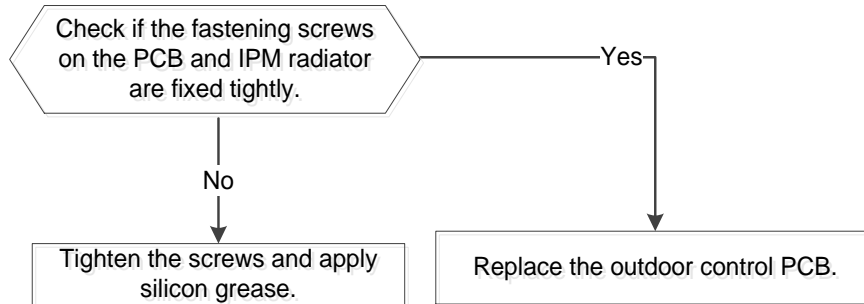 Check if the fastening screws
on the PCB and IPM radiator
are fixed tightly.
Yes
No
Tighten the screws and apply
silicon grease.
Replace the outdoor control PCB.